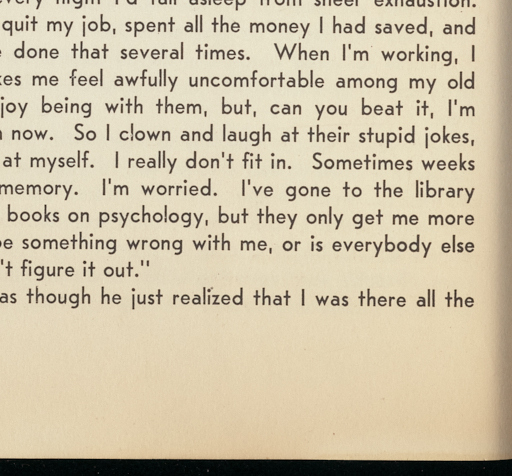 every night I'd fall asleep from sheer exhaustion.
quit my job, spent all the money I had saved, and
done that several times. When I'm working, I
me feel awfully uncomfortable among my old
being with them, but, can you beat it, I'm
now. So I clown and laugh at their stupid jokes,
at myself. I really don't fit in. Sometimes weeks
memory. I'm worried. I've gone to the library
books on psychology, but they only get me more
something wrong with me, or is everybody else
't figure it out."
as though he just realized that I was there all the